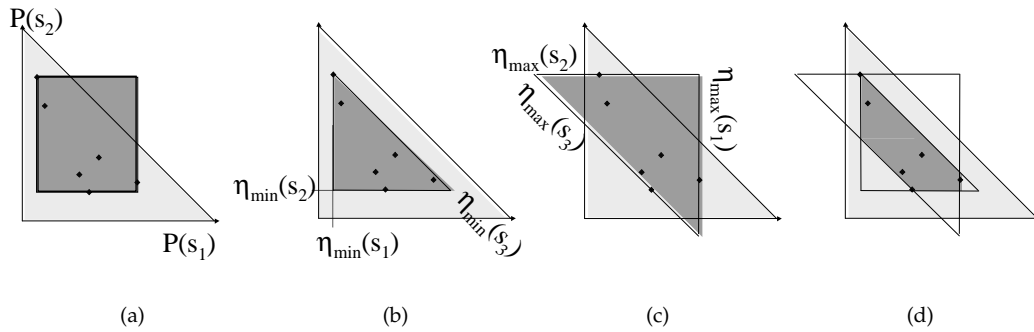 P(s₂)
P(s₁)
η_min(s₂)
η_min(s₁)
η_min(s₃)
η_max(s₂)
η_max(s₃)
η_max(s₁)
(a)
(b)
(c)
(d)